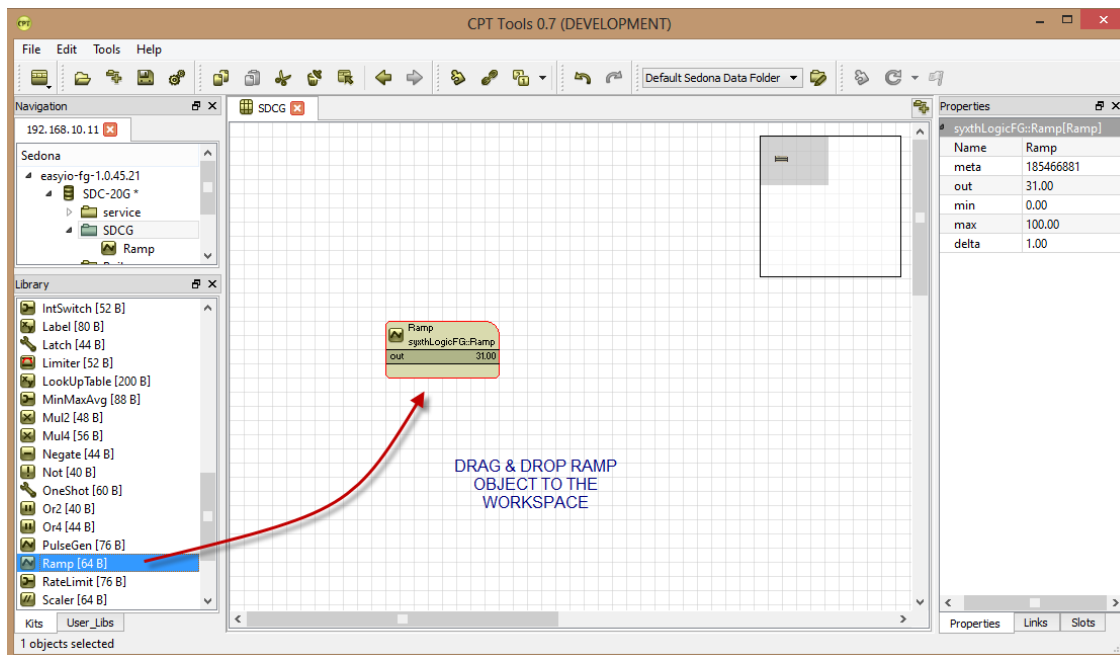 CPT
CPT Tools 0.7 (DEVELOPMENT)
File Edit Tools Help
Default Sedona Data Folder
Navigation
192.168.10.11
Sedona
easyio-fg-1.0.45.21
SDC-20G *
service
SDCG
Ramp
Library
IntSwitch [52 B]
Label [80 B]
Latch [44 B]
Limiter [52 B]
LookUpTable [200 B]
MinMaxAvg [88 B]
Mul2 [48 B]
Mul4 [56 B]
Negate [44 B]
Not [40 B]
OneShot [60 B]
Or2 [40 B]
Or4 [44 B]
PulseGen [76 B]
Ramp [64 B]
RateLimit [76 B]
Scaler [64 B]
Kits User_Libs
1 objects selected
SDCG
Ramp
syxthLogicFG::Ramp
out 31.00
DRAG & DROP RAMP
OBJECT TO THE
WORKSPACE
Properties
syxthLogicFG::Ramp[Ramp]
Name Ramp
meta 185466881
out 31.00
min 0.00
max 100.00
delta 1.00
Properties Links Slots